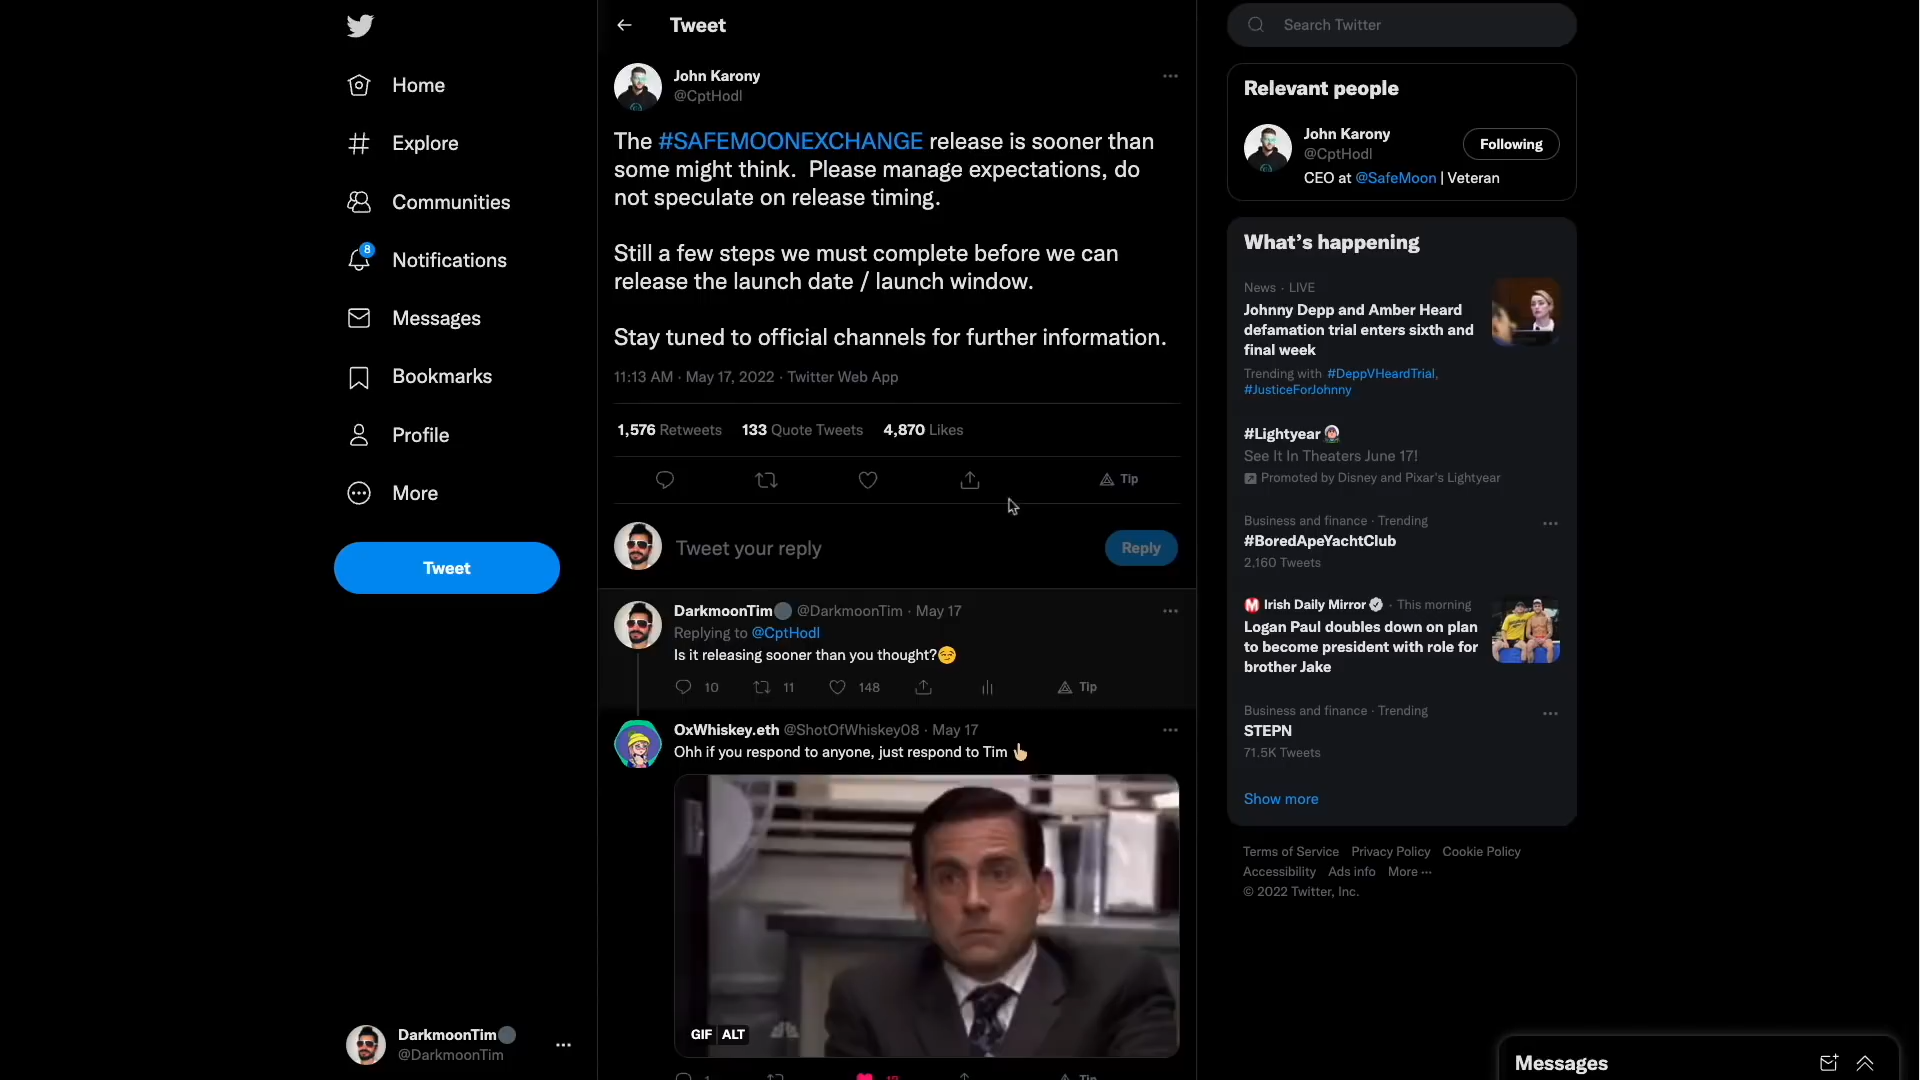 Home
Explore
Communities
8
Notifications
Messages
Bookmarks
Profile
More
Tweet
DarkmoonTim
@DarkmoonTim
Tweet
John Karony
@CptHodl
The #SAFEMOONEXCHANGE release is sooner than
some might think.  Please manage expectations, do
not speculate on release timing.
Still a few steps we must complete before we can
release the launch date / launch window.
Stay tuned to official channels for further information.
11:13 AM · May 17, 2022 · Twitter Web App
1,576 Retweets 133 Quote Tweets 4,870 Likes
Tip
Tweet your reply
Reply
DarkmoonTim @DarkmoonTim · May 17
Replying to @CptHodl
Is it releasing sooner than you thought?😏
10 11 148 Tip
OxWhiskey.eth @ShotOfWhiskey08 · May 17
Ohh if you respond to anyone, just respond to Tim 👆🏼
GIF ALT
1 17 Tip
Search Twitter
Relevant people
John Karony
@CptHodl
Following
CEO at @SafeMoon | Veteran
What's happening
News · LIVE
Johnny Depp and Amber Heard
defamation trial enters sixth and
final week
Trending with #DeppVHeardTrial,
#JusticeForJohnny
#Lightyear
See It In Theaters June 17!
Promoted by Disney and Pixar's Lightyear
Business and finance · Trending
#BoredApeYachtClub
2,160 Tweets
Irish Daily Mirror · This morning
Logan Paul doubles down on plan
to become president with role for
brother Jake
Business and finance · Trending
STEPN
71.5K Tweets
Show more
Terms of Service Privacy Policy Cookie Policy
Accessibility Ads info More ···
© 2022 Twitter, Inc.
Messages